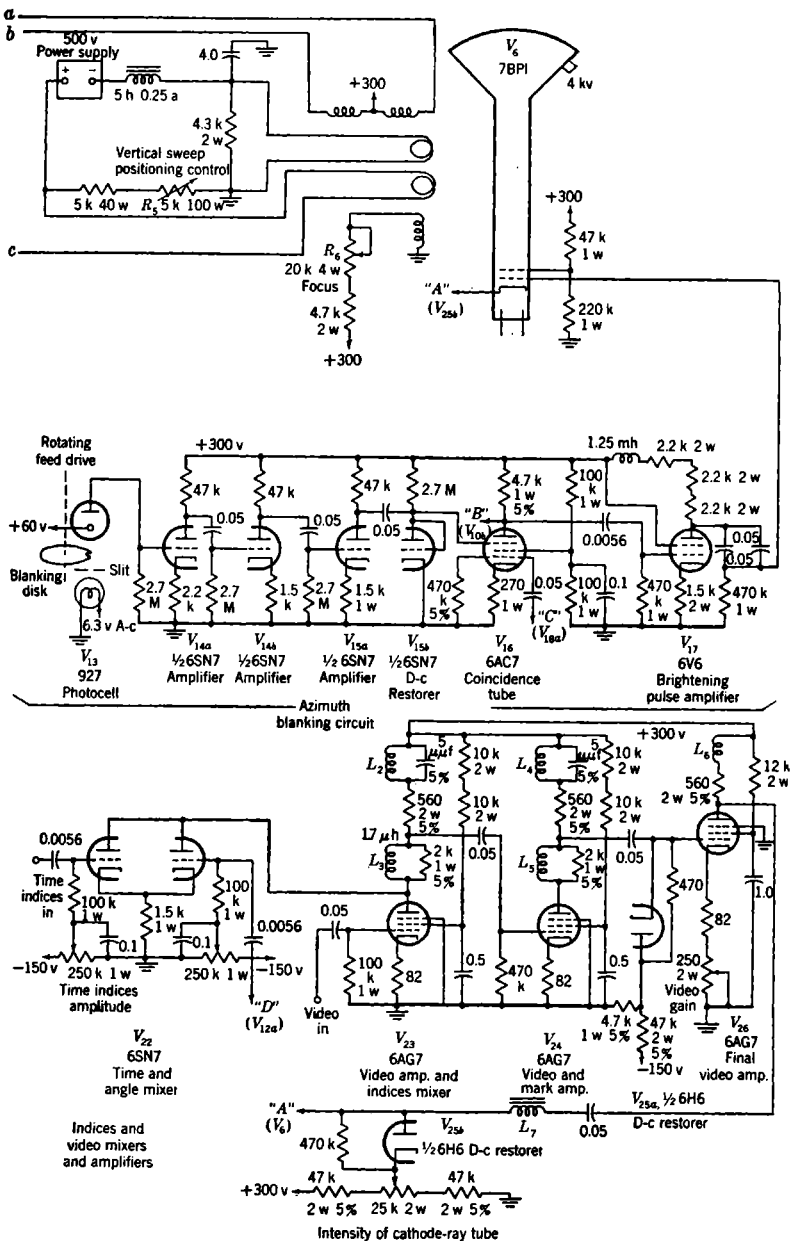 a
b
500 v
Power supply
+ −
4.0
5 h 0.25 a
+300
V6
7BPI
4 kv
4.3 k
2 w
Vertical sweep
positioning control
5 k 40 w
R5 5 k 100 w
c
R6
20 k 4 w
Focus
4.7 k
2 w
+300
+300
47 k
1 w
"A"
(V25b)
220 k
1 w
Rotating
feed drive
+60 v
Blanking
disk
Slit
6.3 v A-c
V13
927
Photocell
+300 v
47 k
47 k
47 k
2.7 M
4.7 k
1 w
5%
100
k
1 w
1.25 mh
2.2 k 2 w
2.2 k 2 w
2.2 k 2 w
0.05
0.05
0.05
"B"
(V10b)
0.0056
0.05
0.05
2.7
M
2.2
k
2.7
M
1.5
k
2.7
M
1.5 k
1 w
470
k
5%
270
1 w
0.05
"C"
(V18a)
100
k
1 w
0.1
470
k
1 w
1.5 k
2 w
470 k
1 w
V14a
½ 6SN7
Amplifier
V14b
½ 6SN7
Amplifier
V15a
½ 6SN7
Amplifier
V15b
½ 6SN7
D-c
Restorer
V16
6AC7
Coincidence
tube
V17
6V6
Brightening
pulse amplifier
Azimuth
blanking circuit
+300 v
L2
5
μμf
5%
10 k
2 w
L4
5
μμf
5%
10 k
2 w
L6
12 k
2 w
560
2 w
5%
10 k
2 w
560
2 w
5%
10 k
2 w
560
2 w 5%
1.7 μh
L3
2 k
1 w
5%
0.05
L5
2 k
1 w
5%
0.05
0.0056
Time
indices
in
100 k
1 w
1.5 k
1 w
100
k
1 w
0.0056
0.1
0.1
−150 v
250 k 1 w
250 k 1 w
−150 v
Time indices
amplitude
"D"
(V12a)
0.05
100
k
1 w
Video
in
82
0.5
470
k
82
0.5
470
82
1.0
250
2 w
Video
gain
4.7 k
1 w 5%
47 k
2 w
5%
−150 v
V22
6SN7
Time and
angle mixer
V23
6AG7
Video amp. and
indices mixer
V24
6AG7
Video and
mark amp.
V26
6AG7
Final
video amp.
Indices and
video mixers
and amplifiers
"A"
(V6)
470 k
V25b
½ 6H6 D-c restorer
L7
0.05
V25a, ½ 6H6
D-c restorer
+300 v
47 k
2 w 5%
25 k 2 w
47 k
2 w 5%
Intensity of cathode-ray tube